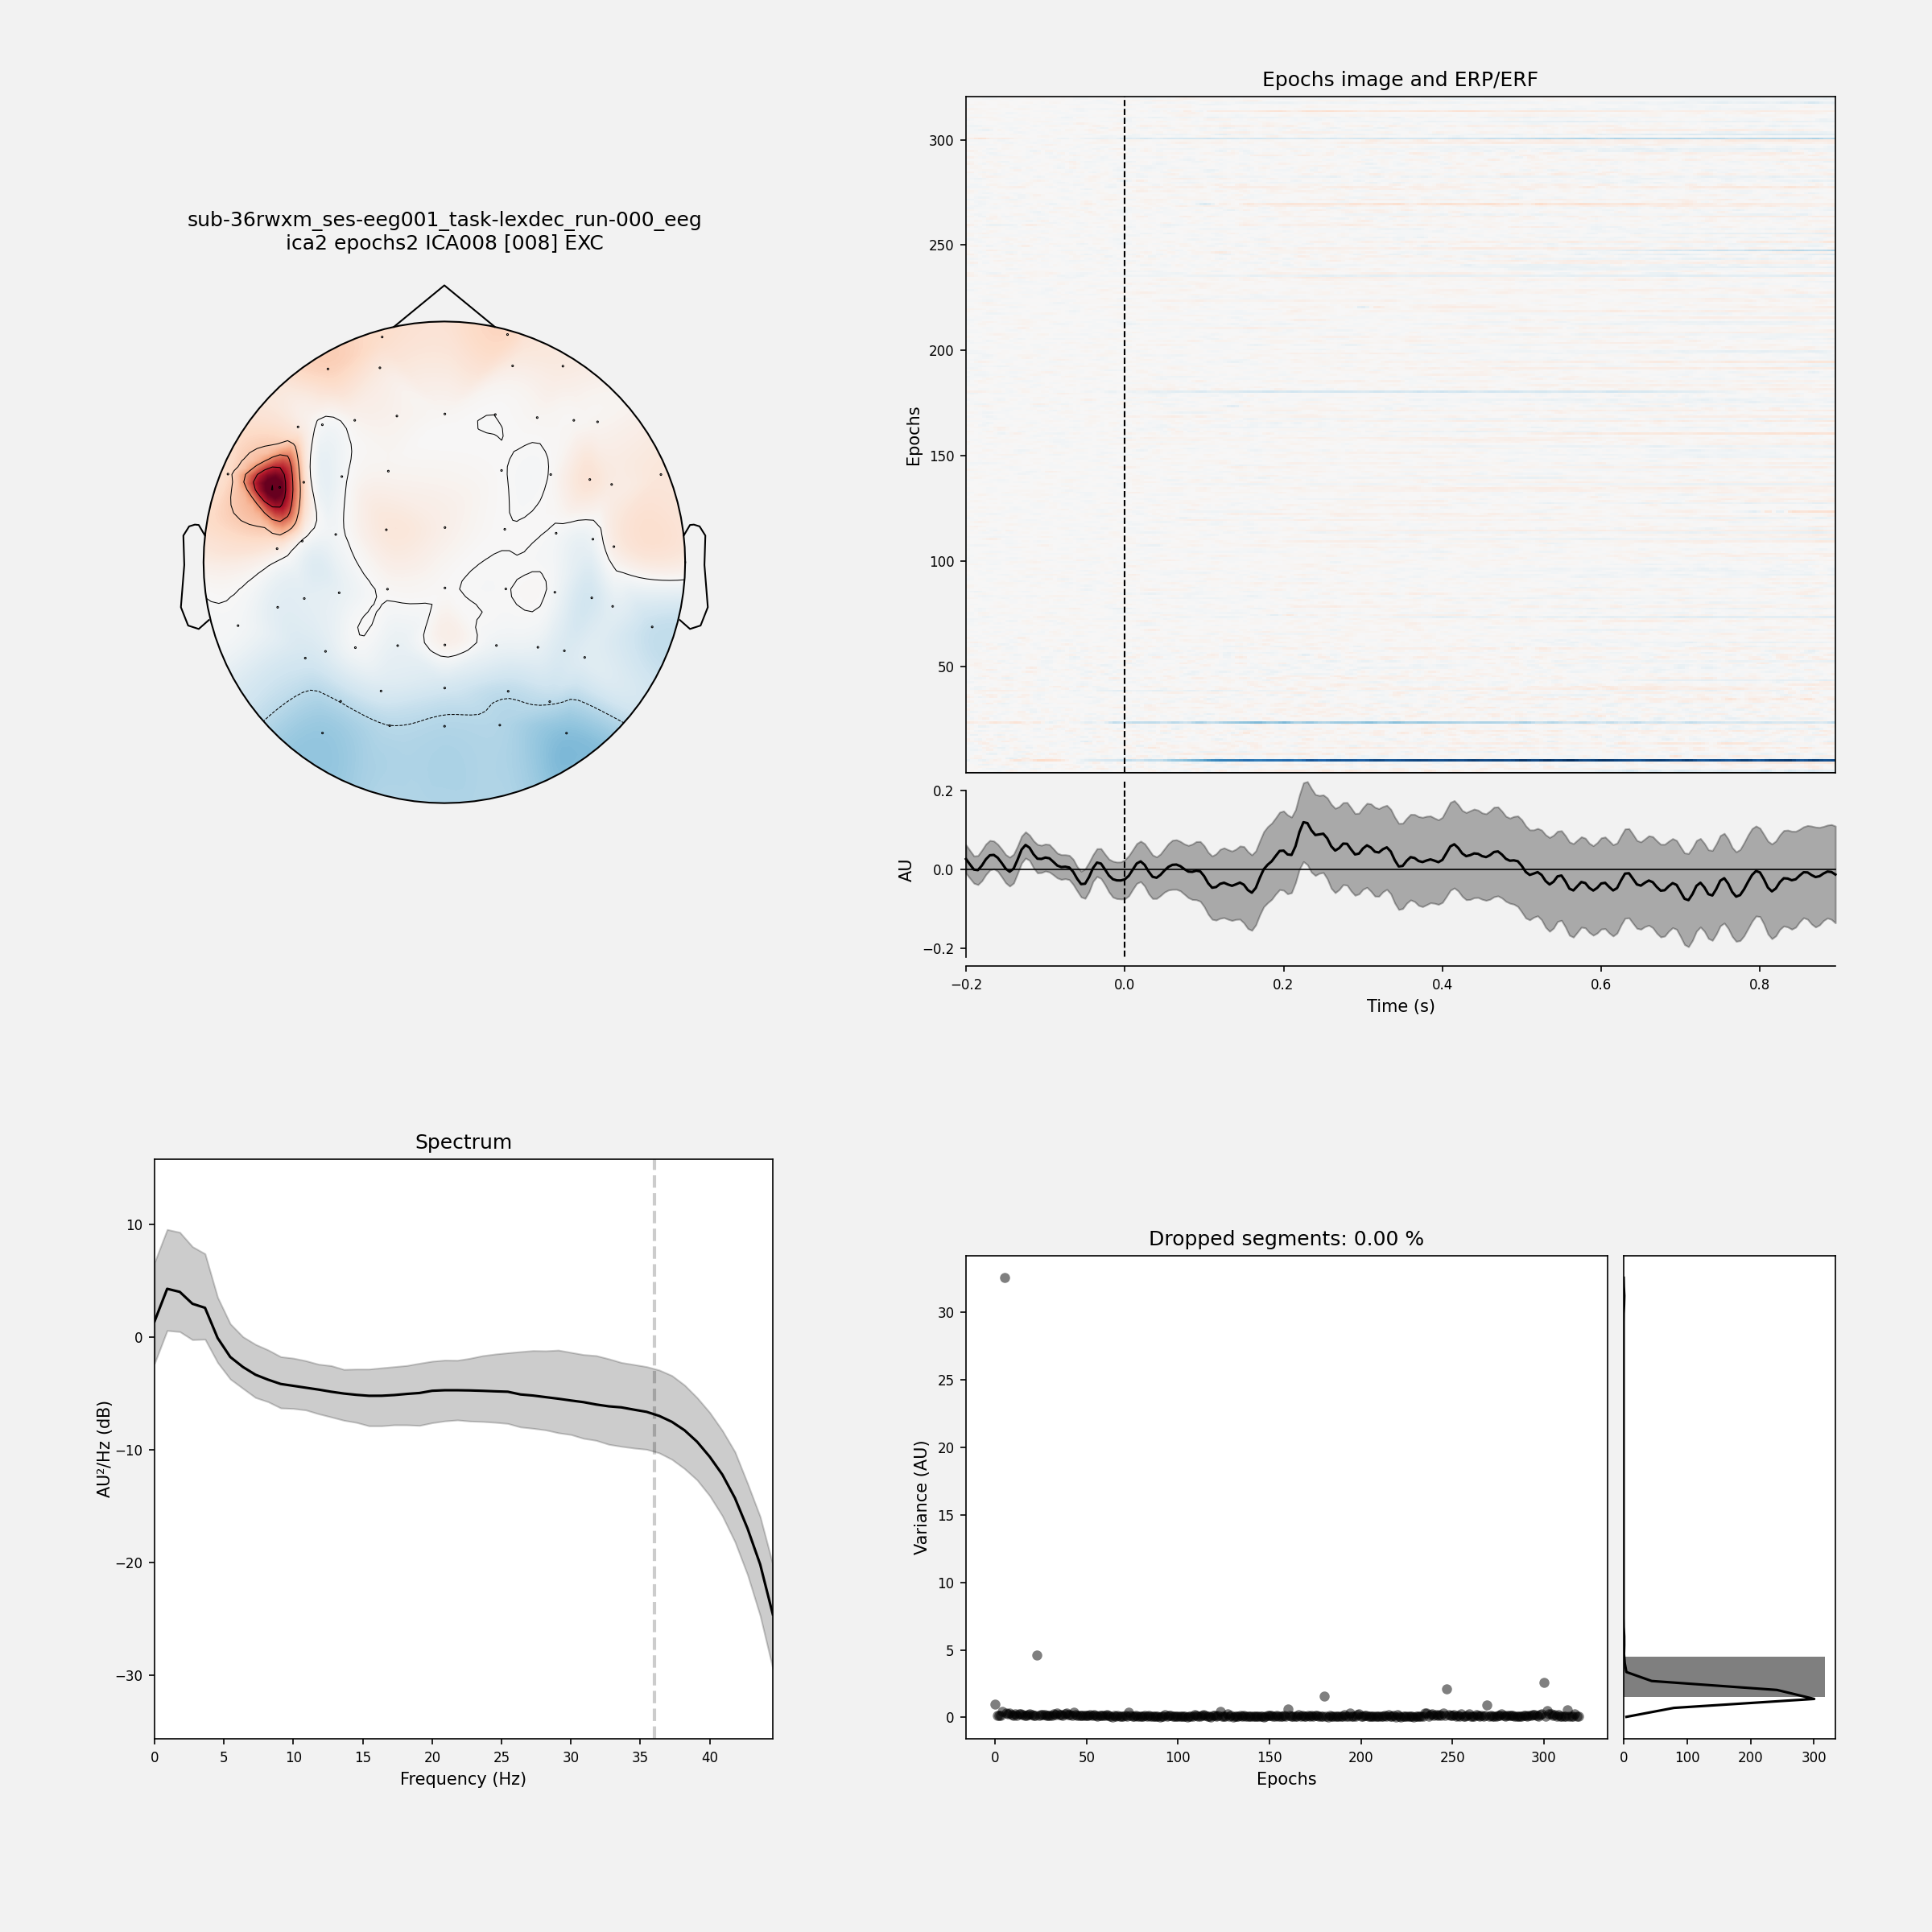 sub-36rwxm_ses-eeg001_task-lexdec_run-000_eeg
ica2 epochs2 ICA008 [008] EXC
Epochs image and ERP/ERF
Epochs
300
250
200
150
100
50
AU
0.2
0.0
−0.2
−0.2 0.0 0.2 0.4 0.6 0.8
Time (s)
Spectrum
AU²/Hz (dB)
10
0
−10
−20
−30
0 5 10 15 20 25 30 35 40
Frequency (Hz)
Dropped segments: 0.00 %
Variance (AU)
30
25
20
15
10
5
0
0 50 100 150 200 250 300
Epochs
0 100 200 300